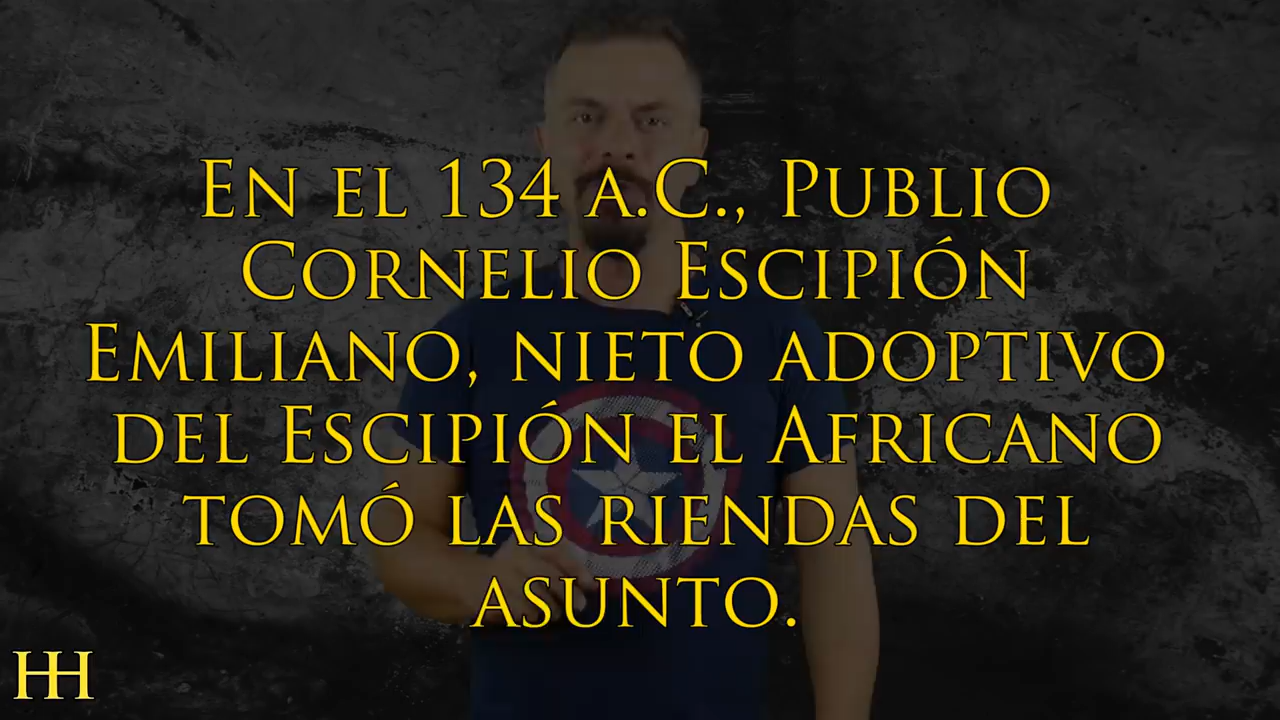 En el 134 a.C., Publio
Cornelio Escipión
Emiliano, nieto adoptivo
del Escipión el Africano
tomó las riendas del
asunto.
HH